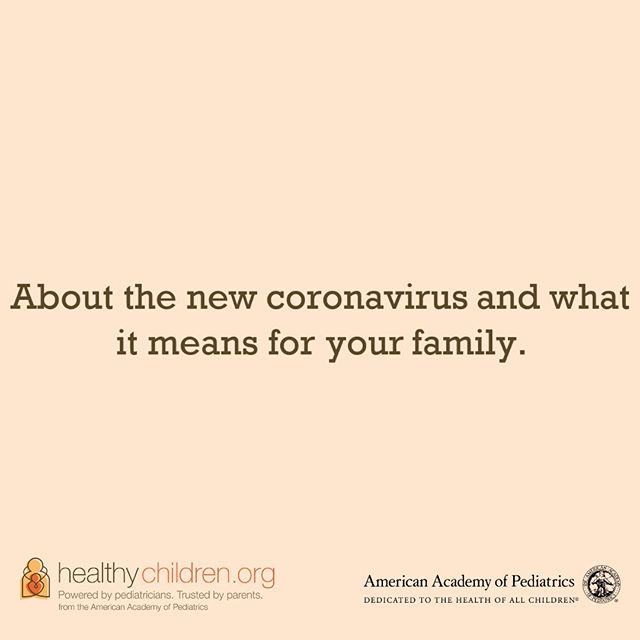 About the new coronavirus and what
it means for your family.
healthychildren.org
Powered by pediatricians. Trusted by parents.
from the American Academy of Pediatrics
American Academy of Pediatrics
DEDICATED TO THE HEALTH OF ALL CHILDREN®